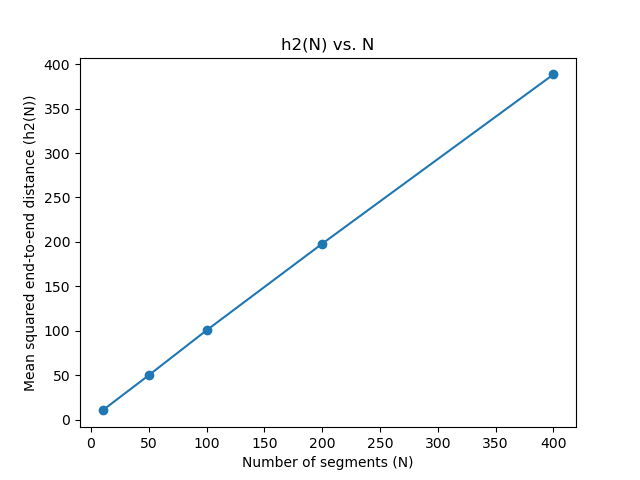 h2(N) vs. N
Mean squared end-to-end distance (h2(N))
400
350
300
250
200
150
100
50
0
0 50 100 150 200 250 300 350 400
Number of segments (N)